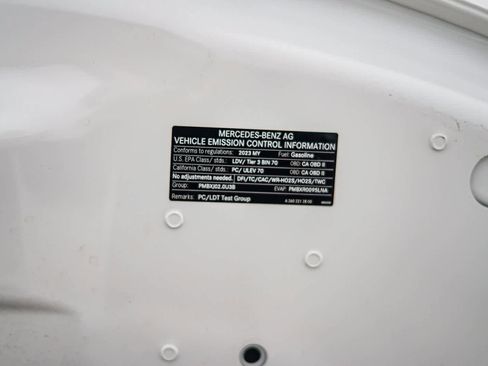 MERCEDES-BENZ AG
VEHICLE EMISSION CONTROL INFORMATION
Conforms to regulations: 2023 MY Fuel: Gasoline
U.S. EPA Class/ stds.: LDV/ Tier 3 BIN 70 OBD: CA OBD II
California Class/ stds.: PC/ ULEV 70 OBD: CA OBD II
No adjustments needed. DFI/TC/CAC/WR-HO2S/HO2S/TWC
Group: PMBXJ02.0U3B EVAP: PMBXR0095LNA
Remarks: PC/LDT Test Group